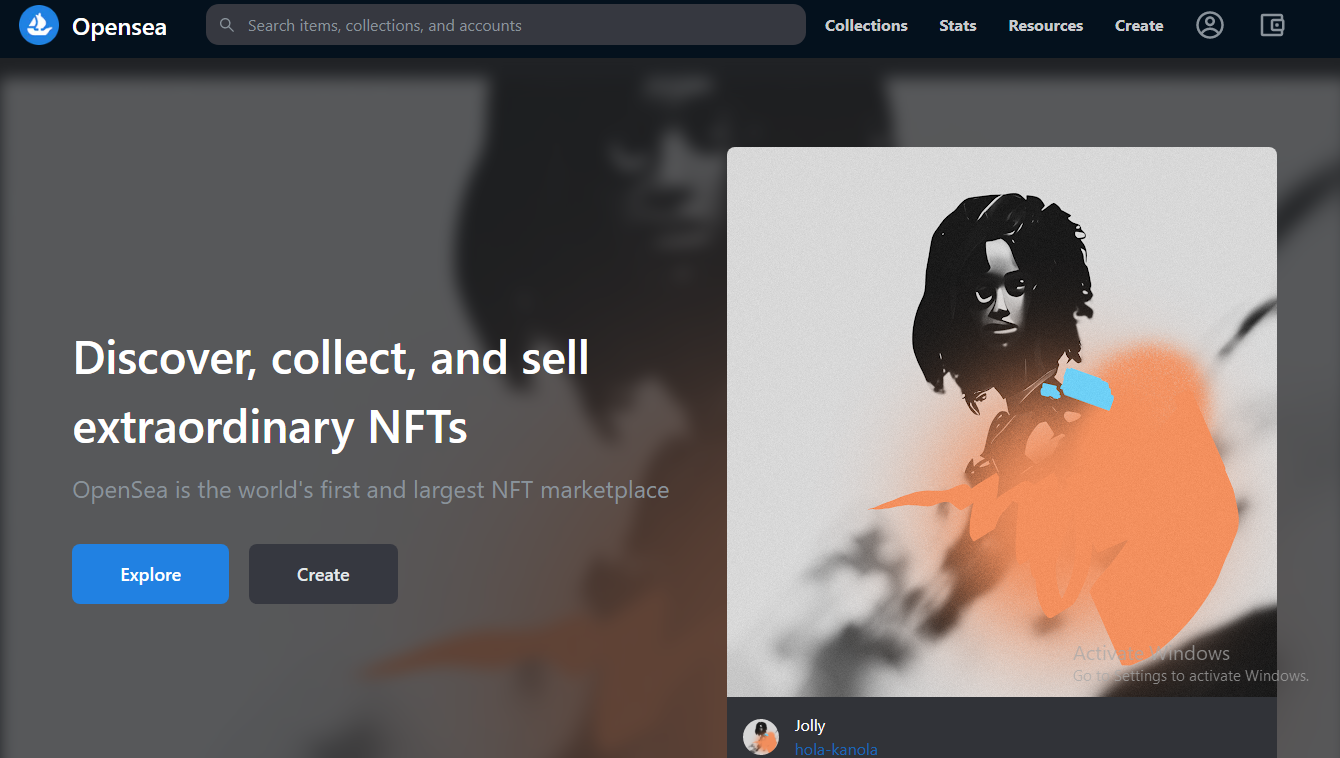 Opensea
Search items, collections, and accounts
Collections
Stats
Resources
Create
Discover, collect, and sell
extraordinary NFTs
OpenSea is the world's first and largest NFT marketplace
Explore
Create
Activate Windows
Go to Settings to activate Windows.
Jolly
hola-kanola